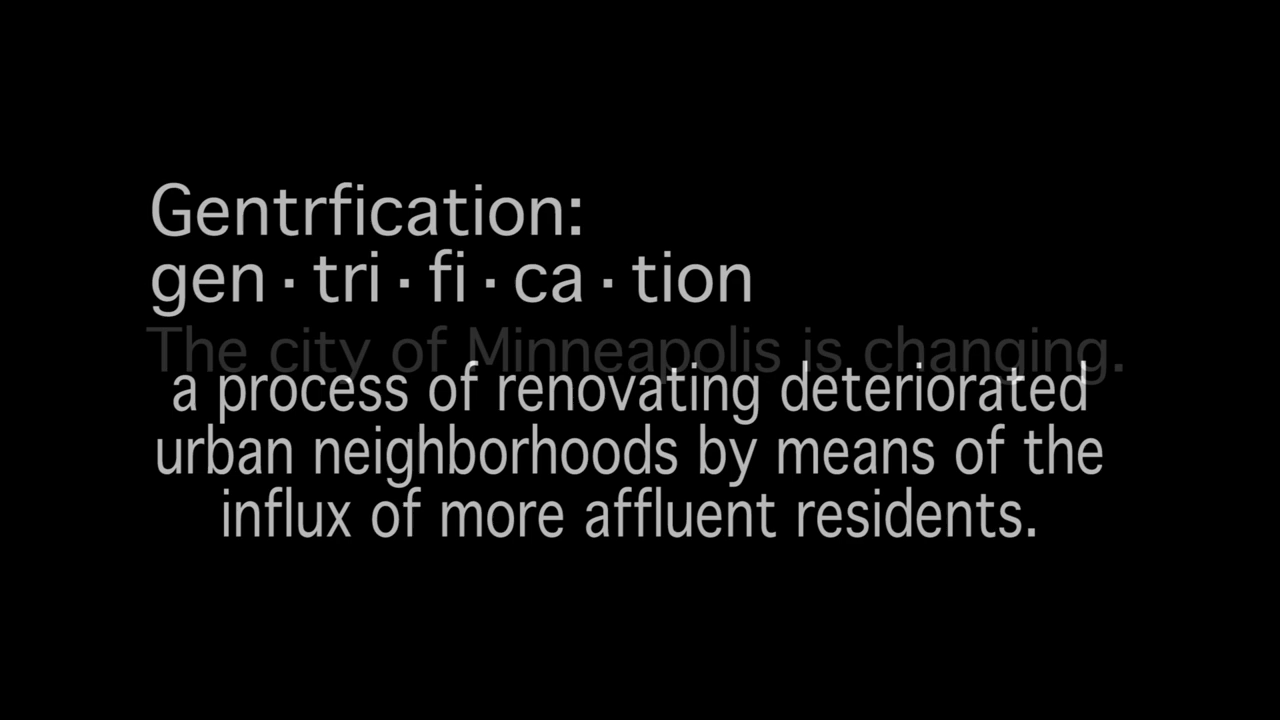 Gentrfication:
gen · tri · fi · ca · tion
The city of Minneapolis is changing.
a process of renovating deteriorated
urban neighborhoods by means of the
influx of more affluent residents.